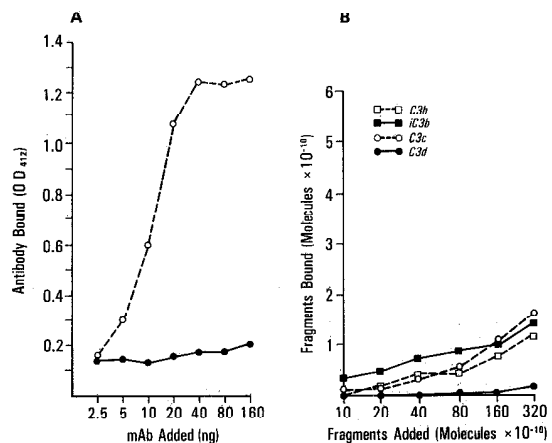 A
1.4
1.2
1.0
0.8
0.6
0.4
0.2
Antibody Bound (O D 412)
2.5 5 10 20 40 80 160
mAb Added (ng)
B
6
5
4
3
2
1
0
Fragments Bound (Molecules ×10⁻¹⁰)
C3b
iC3b
C3c
C3d
10 20 40 80 160 320
Fragments Added (Molecules ×10⁻¹⁰)